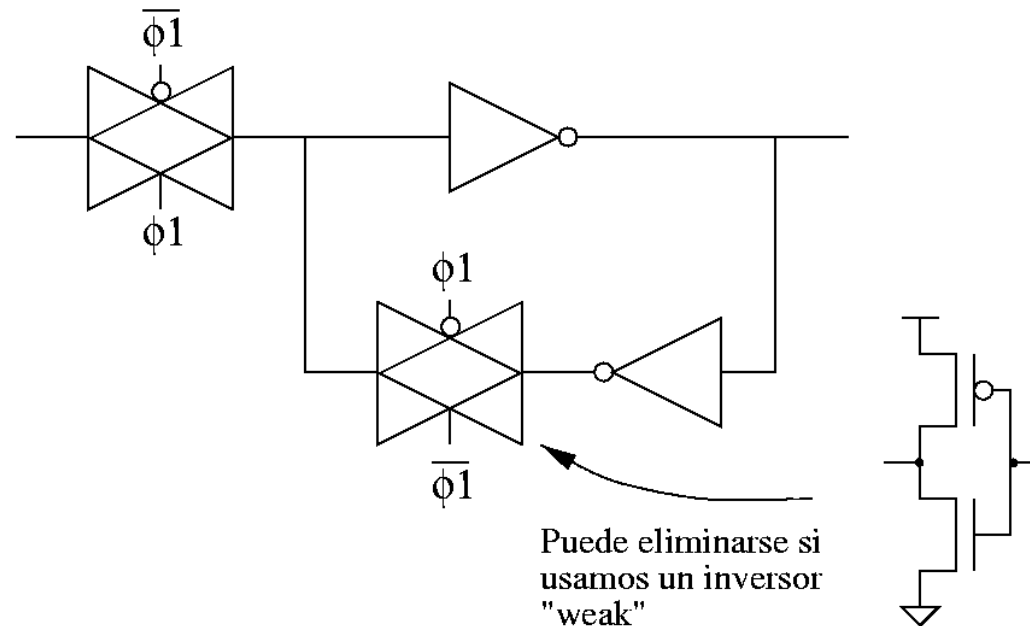 ϕ1̅
ϕ1
ϕ1
ϕ1̅
Puede eliminarse si
usamos un inversor
"weak"